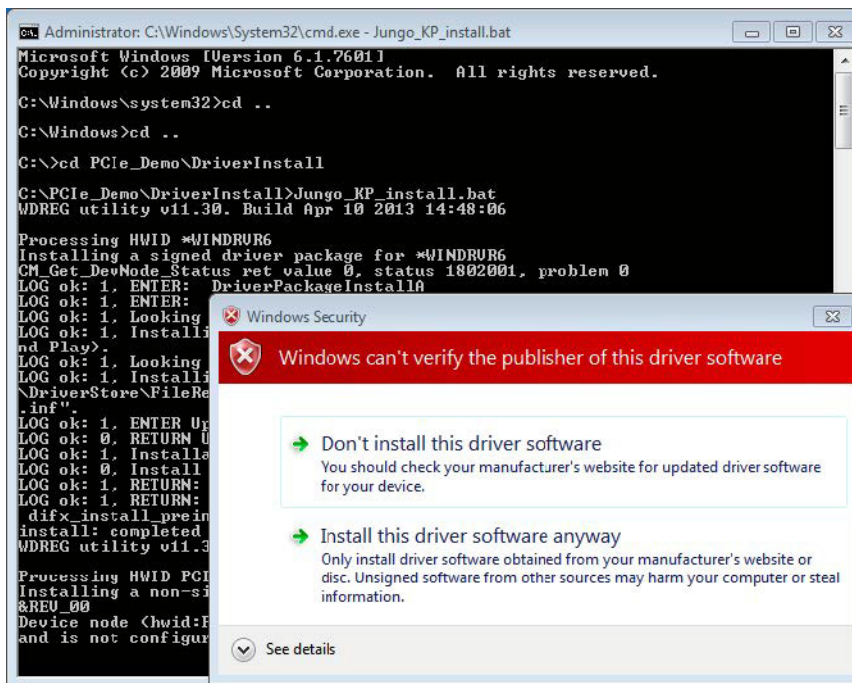 Administrator: C:\Windows\System32\cmd.exe - Jungo_KP_install.bat
Microsoft Windows [Version 6.1.7601]
Copyright (c) 2009 Microsoft Corporation.  All rights reserved.
C:\Windows\system32>cd ..
C:\Windows>cd ..
C:\>cd PCIe_Demo\DriverInstall
C:\PCIe_Demo\DriverInstall>Jungo_KP_install.bat
WDREG utility v11.30. Build Apr 10 2013 14:48:06
Processing HWID *WINDRVR6
Installing a signed driver package for *WINDRVR6
CM_Get_DevNode_Status ret value 0, status 1802001, problem 0
LOG ok: 1, ENTER:  DriverPackageInstallA
LOG ok: 1, ENTER:
LOG ok: 1, Looking
LOG ok: 1, Installi
nd Play).
LOG ok: 1, Looking
LOG ok: 1, Installi
\DriverStore\FileRe
.inf".
LOG ok: 1, ENTER Up
LOG ok: 0, RETURN U
LOG ok: 1, Installa
LOG ok: 0, Install
LOG ok: 1, RETURN:
LOG ok: 1, RETURN:
difx_install_prein
install: completed
WDREG utility v11.3
Processing HWID PCI
Installing a non-si
&REV_00
Device node (hwid:P
and is not configur
Windows Security
Windows can't verify the publisher of this driver software
Don't install this driver software
You should check your manufacturer's website for updated driver software
for your device.
Install this driver software anyway
Only install driver software obtained from your manufacturer's website or
disc. Unsigned software from other sources may harm your computer or steal
information.
See details